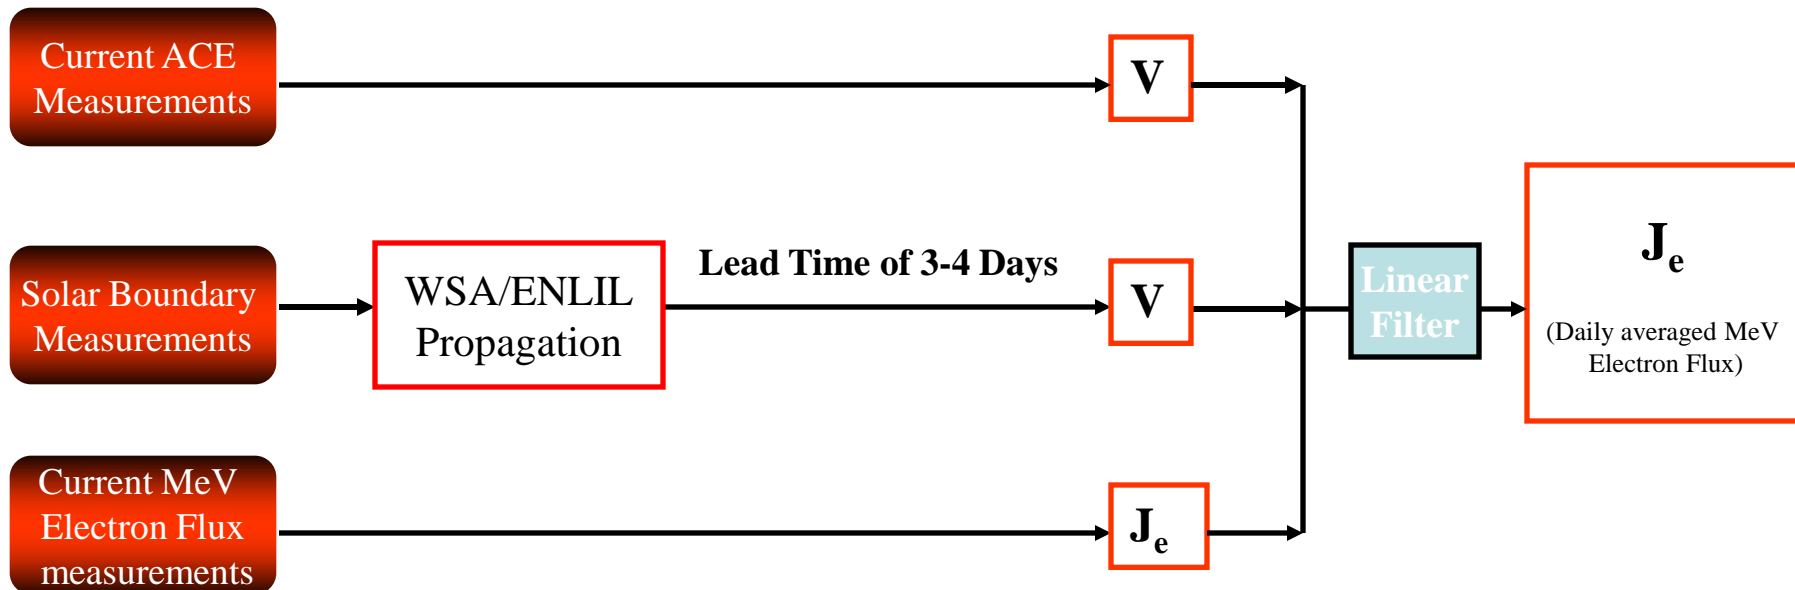 Current ACE
Measurements
V
Solar Boundary
Measurements
WSA/ENLIL
Propagation
Lead Time of 3-4 Days
V
Linear
Filter
Je
(Daily averaged MeV
Electron Flux)
Current MeV
Electron Flux
measurements
Je